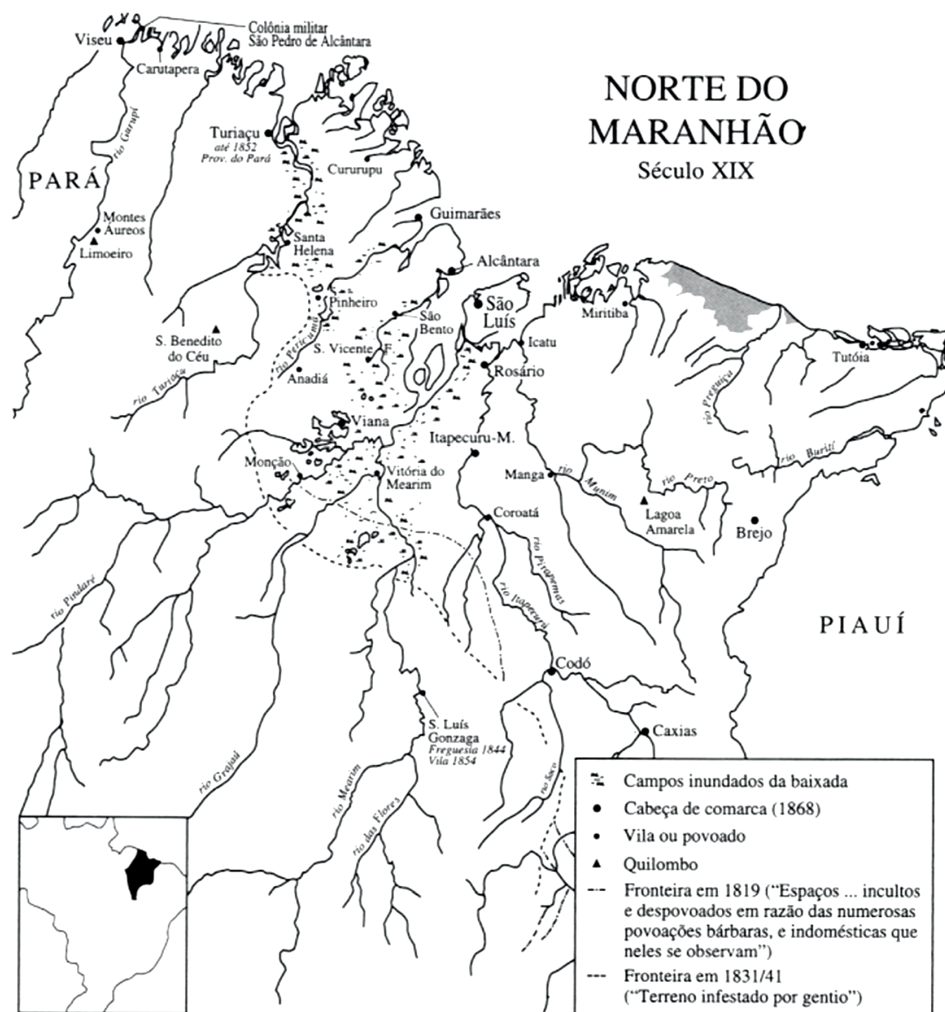 Colônia militar
São Pedro de Alcântara
Viseu
Carutapera
NORTE DO
MARANHÃO
Século XIX
rio Gurupí
Turiaçu
até 1852
Prov. do Pará
Cururupu
PARÁ
Guimarães
Montes
Áureos
Limoeiro
Santa
Helena
Alcântara
Pinheiro
São
Luís
São
Bento
Miritiba
S. Benedito
do Céu
rio Pericumã
S. Vicente F.
Icatu
Tutóia
Anadiá
Rosário
rio Turiaçu
rio Preguiça
Viana
Itapecuru-M.
rio Burití
Monção
Vitória do
Mearim
Manga
rio Munim
rio Preto
Lagoa
Amarela
Brejo
Coroatá
rio Pirapemas
rio Pindaré
rio Itapecurú
PIAUÍ
Codó
S. Luís
Gonzaga
Freguesia 1844
Vila 1854
Caxias
rio Grajaú
rio Mearim
rio das Flores
rio Saco
Campos inundados da baixada
Cabeça de comarca (1868)
Vila ou povoado
Quilombo
Fronteira em 1819 (“Espaços ... incultos
e despovoados em razão das numerosas
povoações bárbaras, e indomésticas que
neles se observam”)
Fronteira em 1831/41
(“Terreno infestado por gentio”)